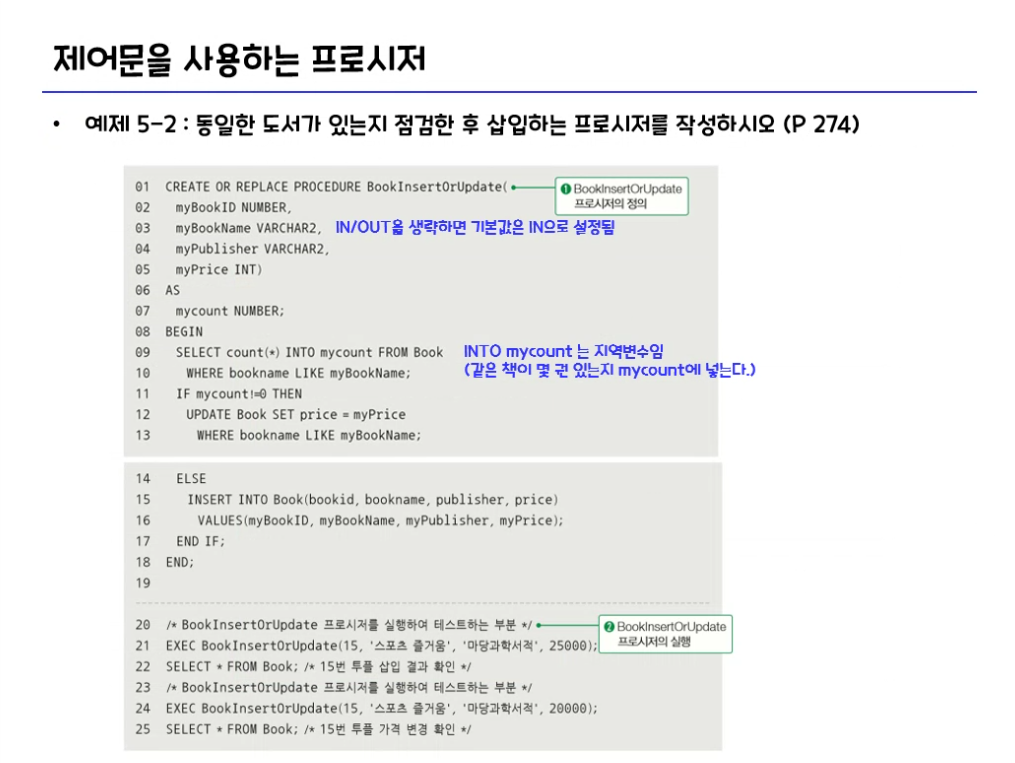 제어문을 사용하는 프로시저
• 예제 5-2 : 동일한 도서가 있는지 점검한 후 삽입하는 프로시저를 작성하시오 (P 274)
01 CREATE OR REPLACE PROCEDURE BookInsertOrUpdate(
❶ BookInsertOrUpdate
프로시저의 정의
02 myBookID NUMBER,
03 myBookName VARCHAR2, IN/OUT을 생략하면 기본값은 IN으로 설정됨
04 myPublisher VARCHAR2,
05 myPrice INT)
06 AS
07 mycount NUMBER;
08 BEGIN
09 SELECT count(*) INTO mycount FROM Book INTO mycount 는 지역변수임
10 WHERE bookname LIKE myBookName; (같은 책이 몇 권 있는지 mycount에 넣는다.)
11 IF mycount!=0 THEN
12 UPDATE Book SET price = myPrice
13 WHERE bookname LIKE myBookName;
14 ELSE
15 INSERT INTO Book(bookid, bookname, publisher, price)
16 VALUES(myBookID, myBookName, myPublisher, myPrice);
17 END IF;
18 END;
19
20 /* BookInsertOrUpdate 프로시저를 실행하여 테스트하는 부분 */
❷ BookInsertOrUpdate
프로시저의 실행
21 EXEC BookInsertOrUpdate(15, '스포츠 즐거움', '마당과학서적', 25000);
22 SELECT * FROM Book; /* 15번 투플 삽입 결과 확인 */
23 /* BookInsertOrUpdate 프로시저를 실행하여 테스트하는 부분 */
24 EXEC BookInsertOrUpdate(15, '스포츠 즐거움', '마당과학서적', 20000);
25 SELECT * FROM Book; /* 15번 투플 가격 변경 확인 */